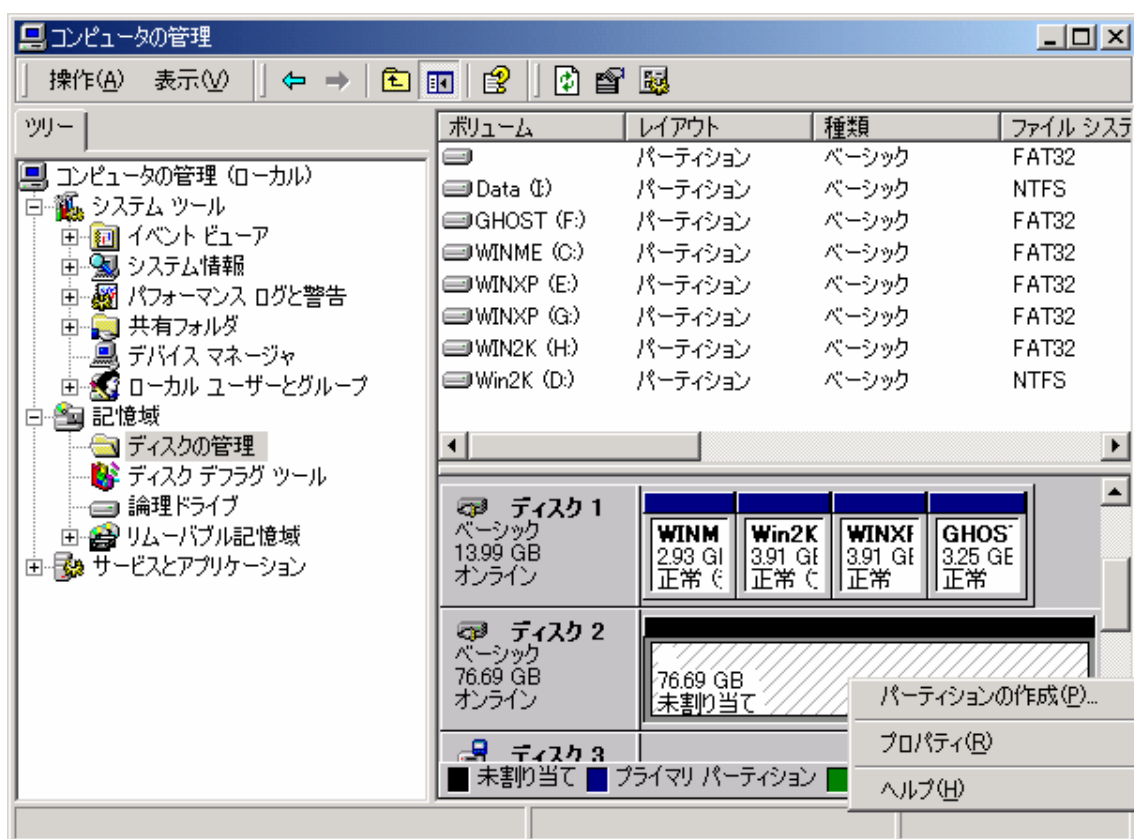 コンピュータの管理
操作(A) 表示(V)
ツリー
コンピュータの管理 (ローカル)
システム ツール
イベント ビューア
システム情報
パフォーマンス ログと警告
共有フォルダ
デバイス マネージャ
ローカル ユーザーとグループ
記憶域
ディスクの管理
ディスク デフラグ ツール
論理ドライブ
リムーバブル記憶域
サービスとアプリケーション
ボリューム レイアウト 種類 ファイル システ
パーティション ベーシック FAT32
Data (I:) パーティション ベーシック NTFS
GHOST (F:) パーティション ベーシック FAT32
WINME (C:) パーティション ベーシック FAT32
WINXP (E:) パーティション ベーシック FAT32
WINXP (G:) パーティション ベーシック FAT32
WIN2K (H:) パーティション ベーシック FAT32
Win2K (D:) パーティション ベーシック NTFS
ディスク 1
ベーシック
13.99 GB
オンライン
WINM
2.93 G
正常 (
Win2K
3.91 G
正常 (
WINX
3.91 G
正常
GHOS
3.25 G
正常
ディスク 2
ベーシック
76.69 GB
オンライン
76.69 GB
未割り当て
ディスク 3
未割り当て プライマリ パーティション
パーティションの作成(P)...
プロパティ(R)
ヘルプ(H)